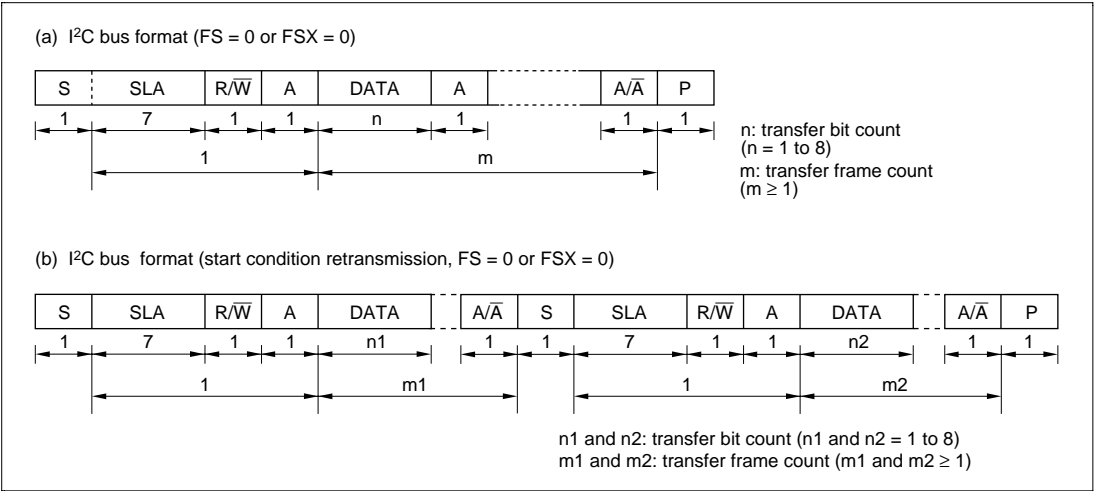 (a) I²C bus format (FS = 0 or FSX = 0)
S SLA R/W̅ A DATA A A/A̅ P
1 7 1 1 n 1 1 1
1 m
n: transfer bit count
(n = 1 to 8)
m: transfer frame count
(m ≥ 1)
(b) I²C bus format (start condition retransmission, FS = 0 or FSX = 0)
S SLA R/W̅ A DATA A/A̅ S SLA R/W̅ A DATA A/A̅ P
1 7 1 1 n1 1 1 7 1 1 n2 1 1
1 m1 1 m2
n1 and n2: transfer bit count (n1 and n2 = 1 to 8)
m1 and m2: transfer frame count (m1 and m2 ≥ 1)